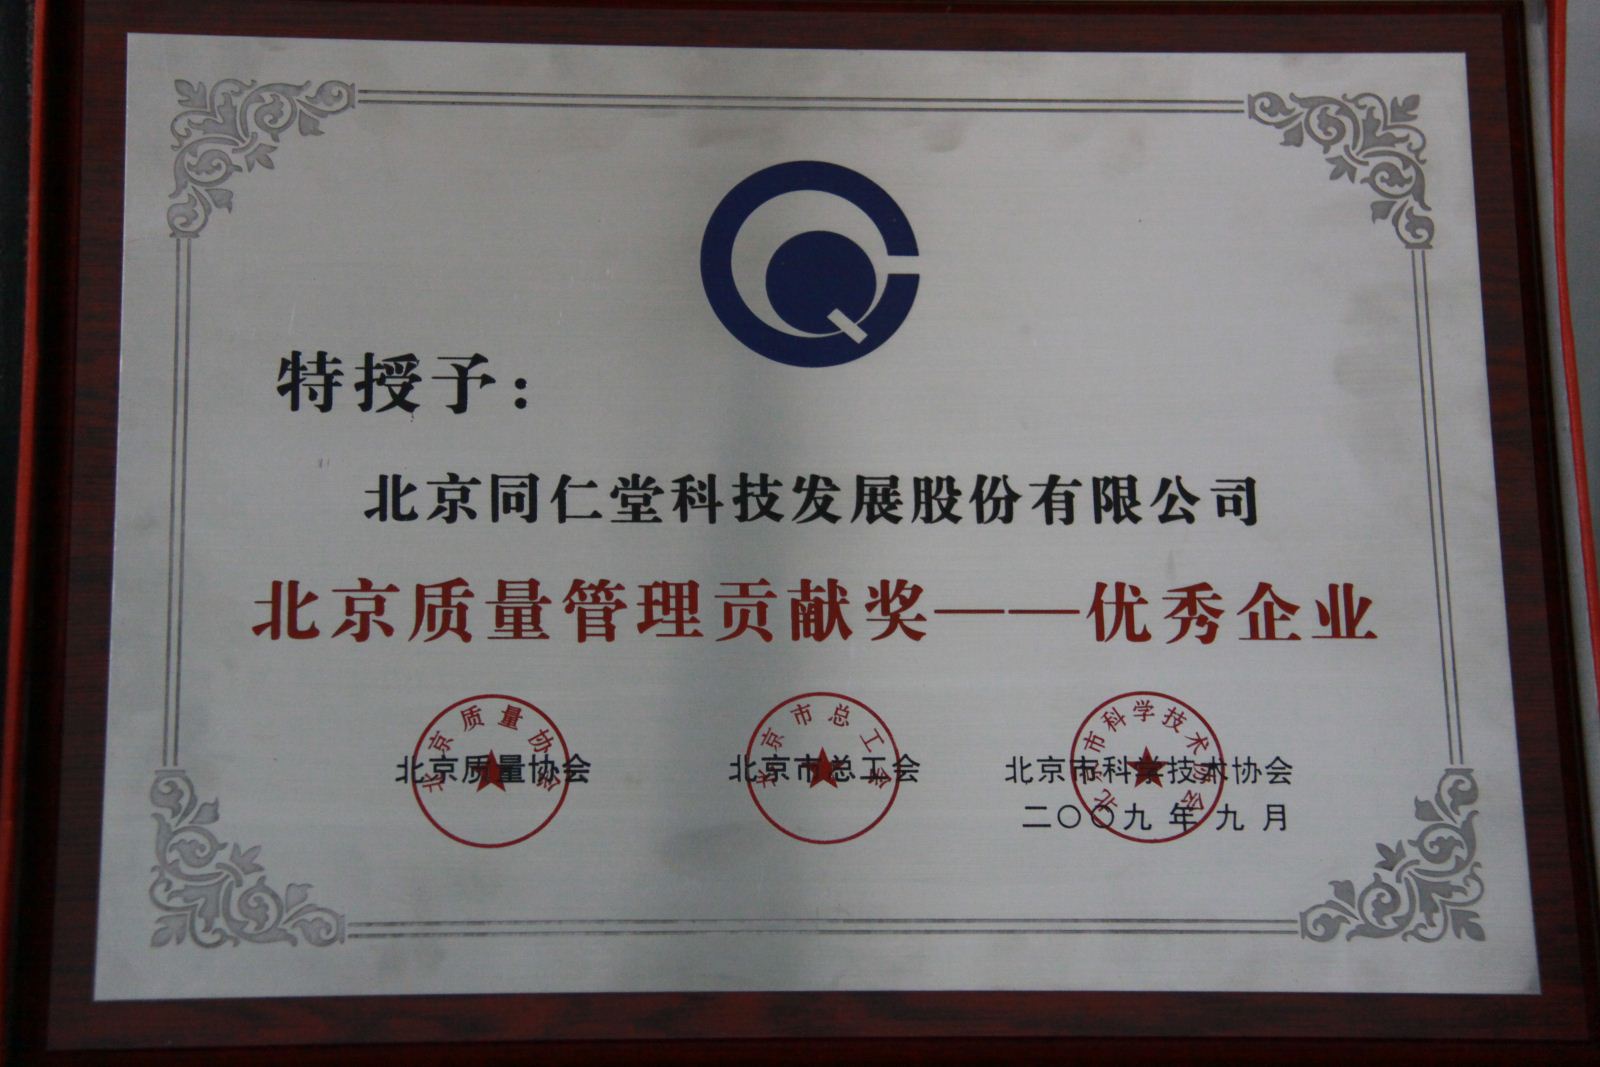 特授予：
北京同仁堂科技发展股份有限公司
北京质量管理贡献奖——优秀企业
北京质量协会
北京市总工会
北京市科学技术协会
北京质量协会 北京市总工会 北京市科学技术协会
二〇〇九年九月